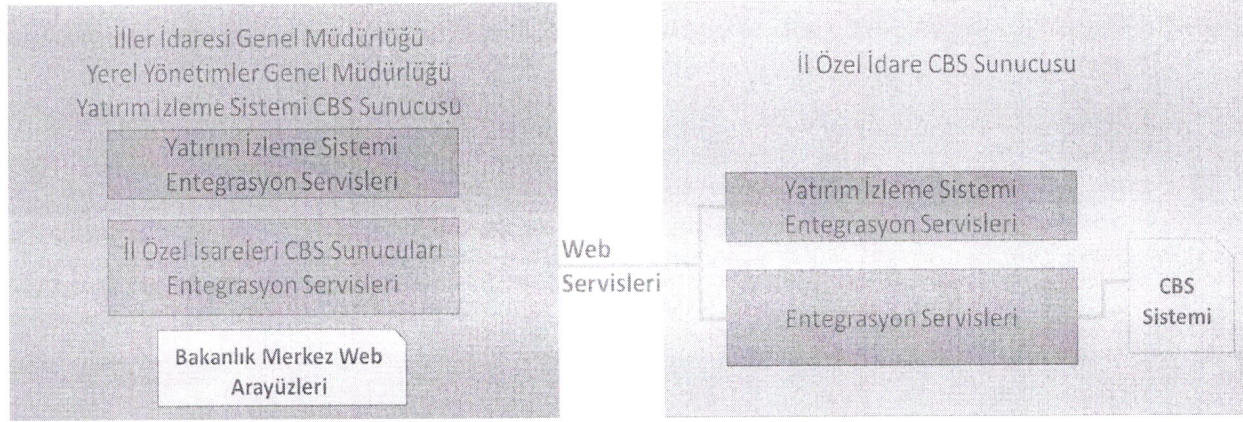 İller İdaresi Genel Müdürlüğü
Yerel Yönetimler Genel Müdürlüğü
Yatırım İzleme Sistemi CBS Sunucusu
Yatırım İzleme Sistemi
Entegrasyon Servisleri
İl Özel İsareleri CBS Sunucuları
Entegrasyon Servisleri
Bakanlık Merkez Web
Arayüzleri
Web
Servisleri
İl Özel İdare CBS Sunucusu
Yatırım İzleme Sistemi
Entegrasyon Servisleri
Entegrasyon Servisleri
CBS
Sistemi